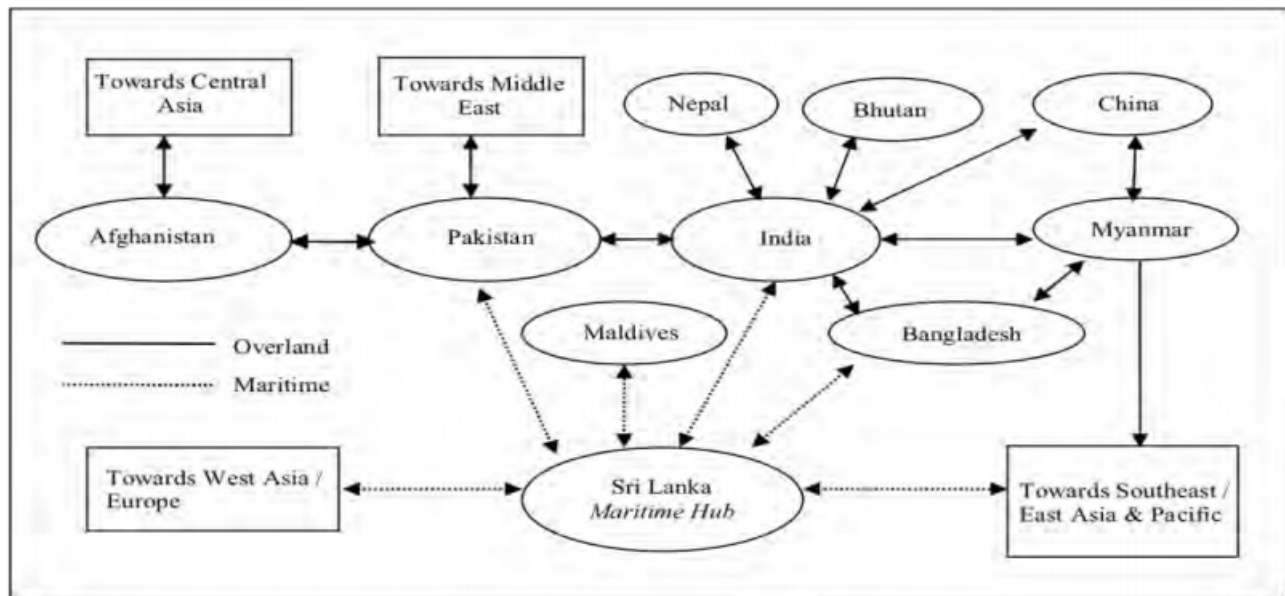 Towards Central
Asia
Towards Middle
East
Nepal
Bhutan
China
Afghanistan
Pakistan
India
Myanmar
Maldives
Bangladesh
Overland
Maritime
Towards West Asia /
Europe
Sri Lanka
Maritime Hub
Towards Southeast /
East Asia & Pacific